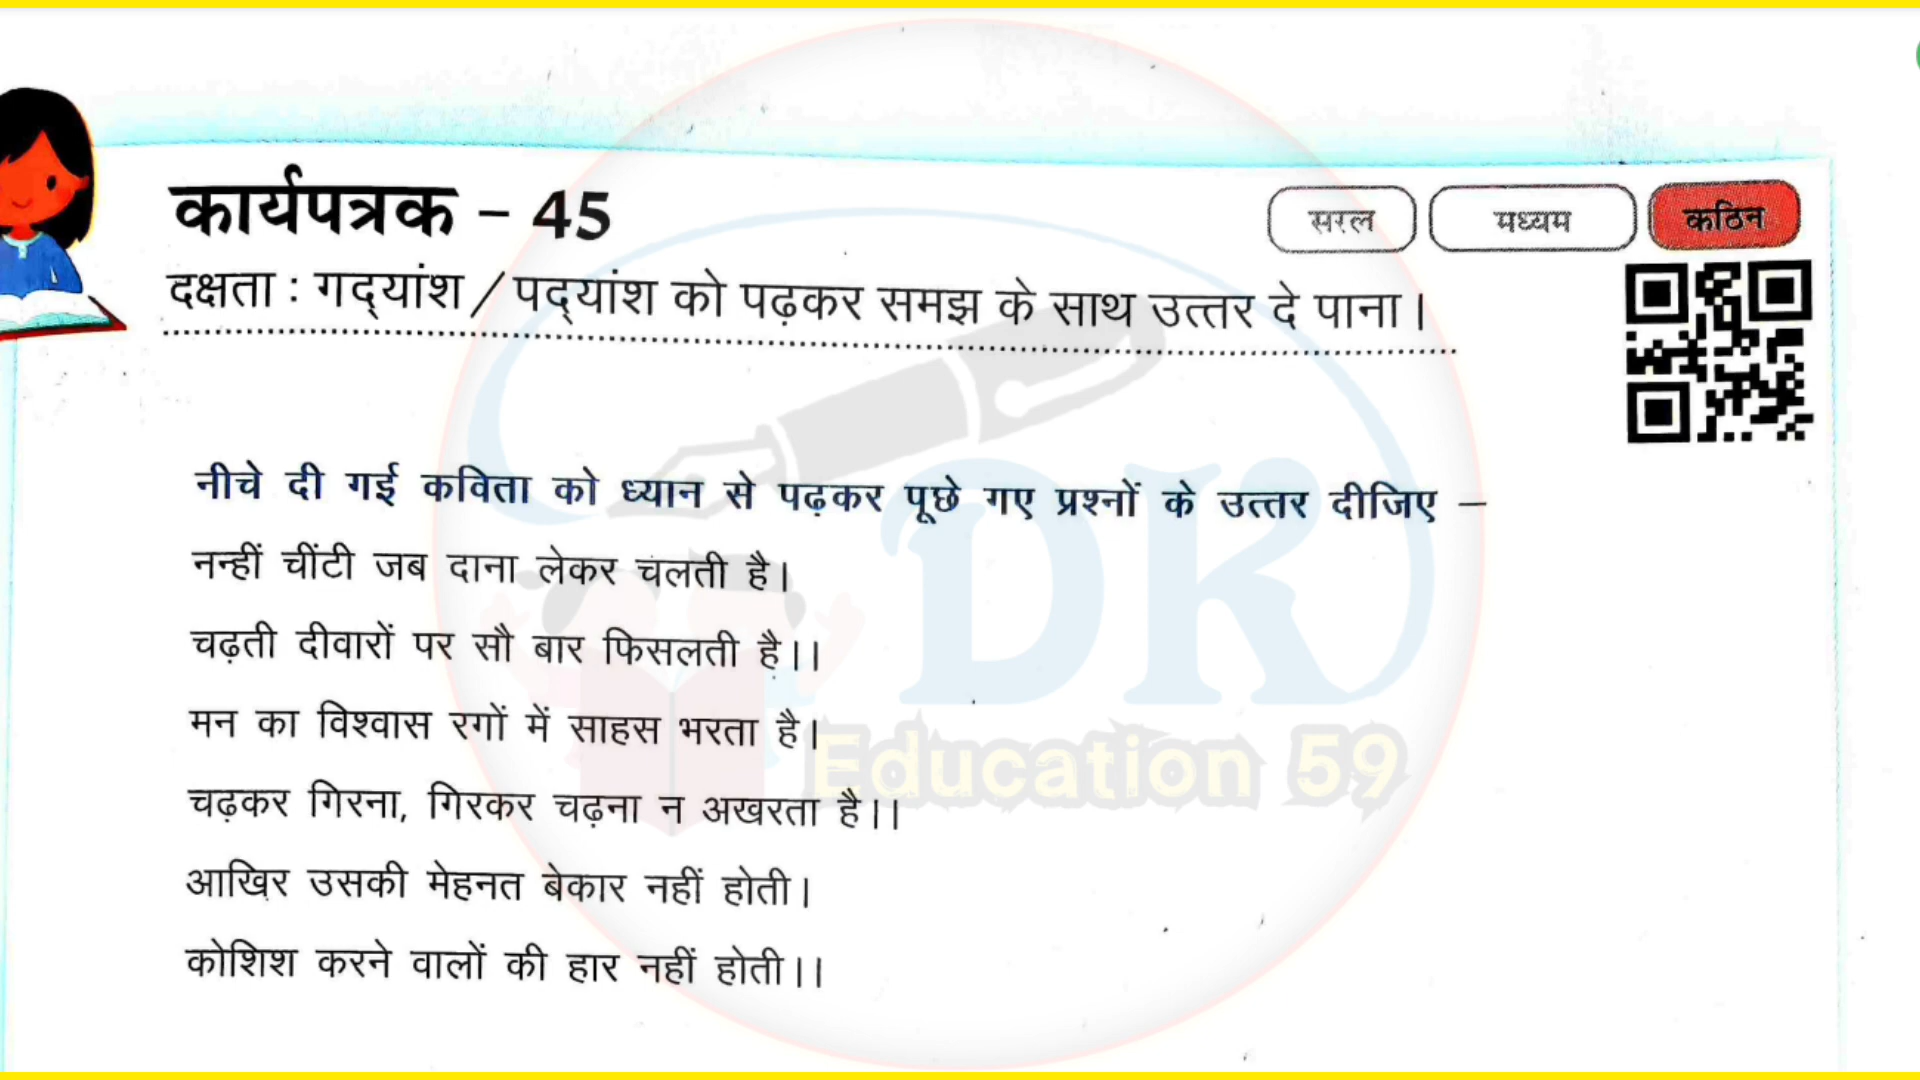 कार्यपत्रक – 45
सरल
मध्यम
कठिन
दक्षता : गद्यांश / पद्यांश को पढ़कर समझ के साथ उत्तर दे पाना।
नीचे दी गई कविता को ध्यान से पढ़कर पूछे गए प्रश्नों के उत्तर दीजिए –
नन्हीं चींटी जब दाना लेकर चलती है।
चढ़ती दीवारों पर सौ बार फिसलती है।।
मन का विश्वास रगों में साहस भरता है।
चढ़कर गिरना, गिरकर चढ़ना न अखरता है।।
आखिर उसकी मेहनत बेकार नहीं होती।
कोशिश करने वालों की हार नहीं होती।।
DK
Education 59